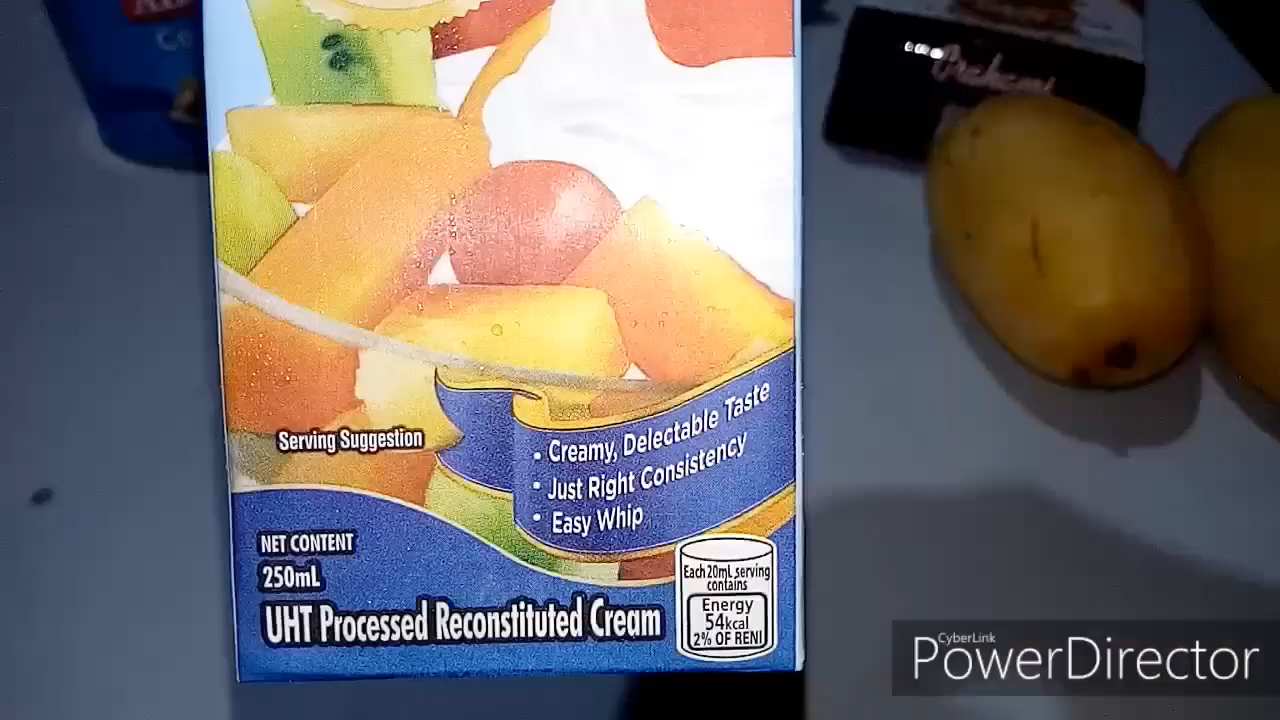 Serving Suggestion
• Creamy, Delectable Taste
• Just Right Consistency
• Easy Whip
NET CONTENT
250mL
UHT Processed Reconstituted Cream
Each 20mL serving
contains
Energy
54kcal
2% OF RENI
CyberLink
PowerDirector